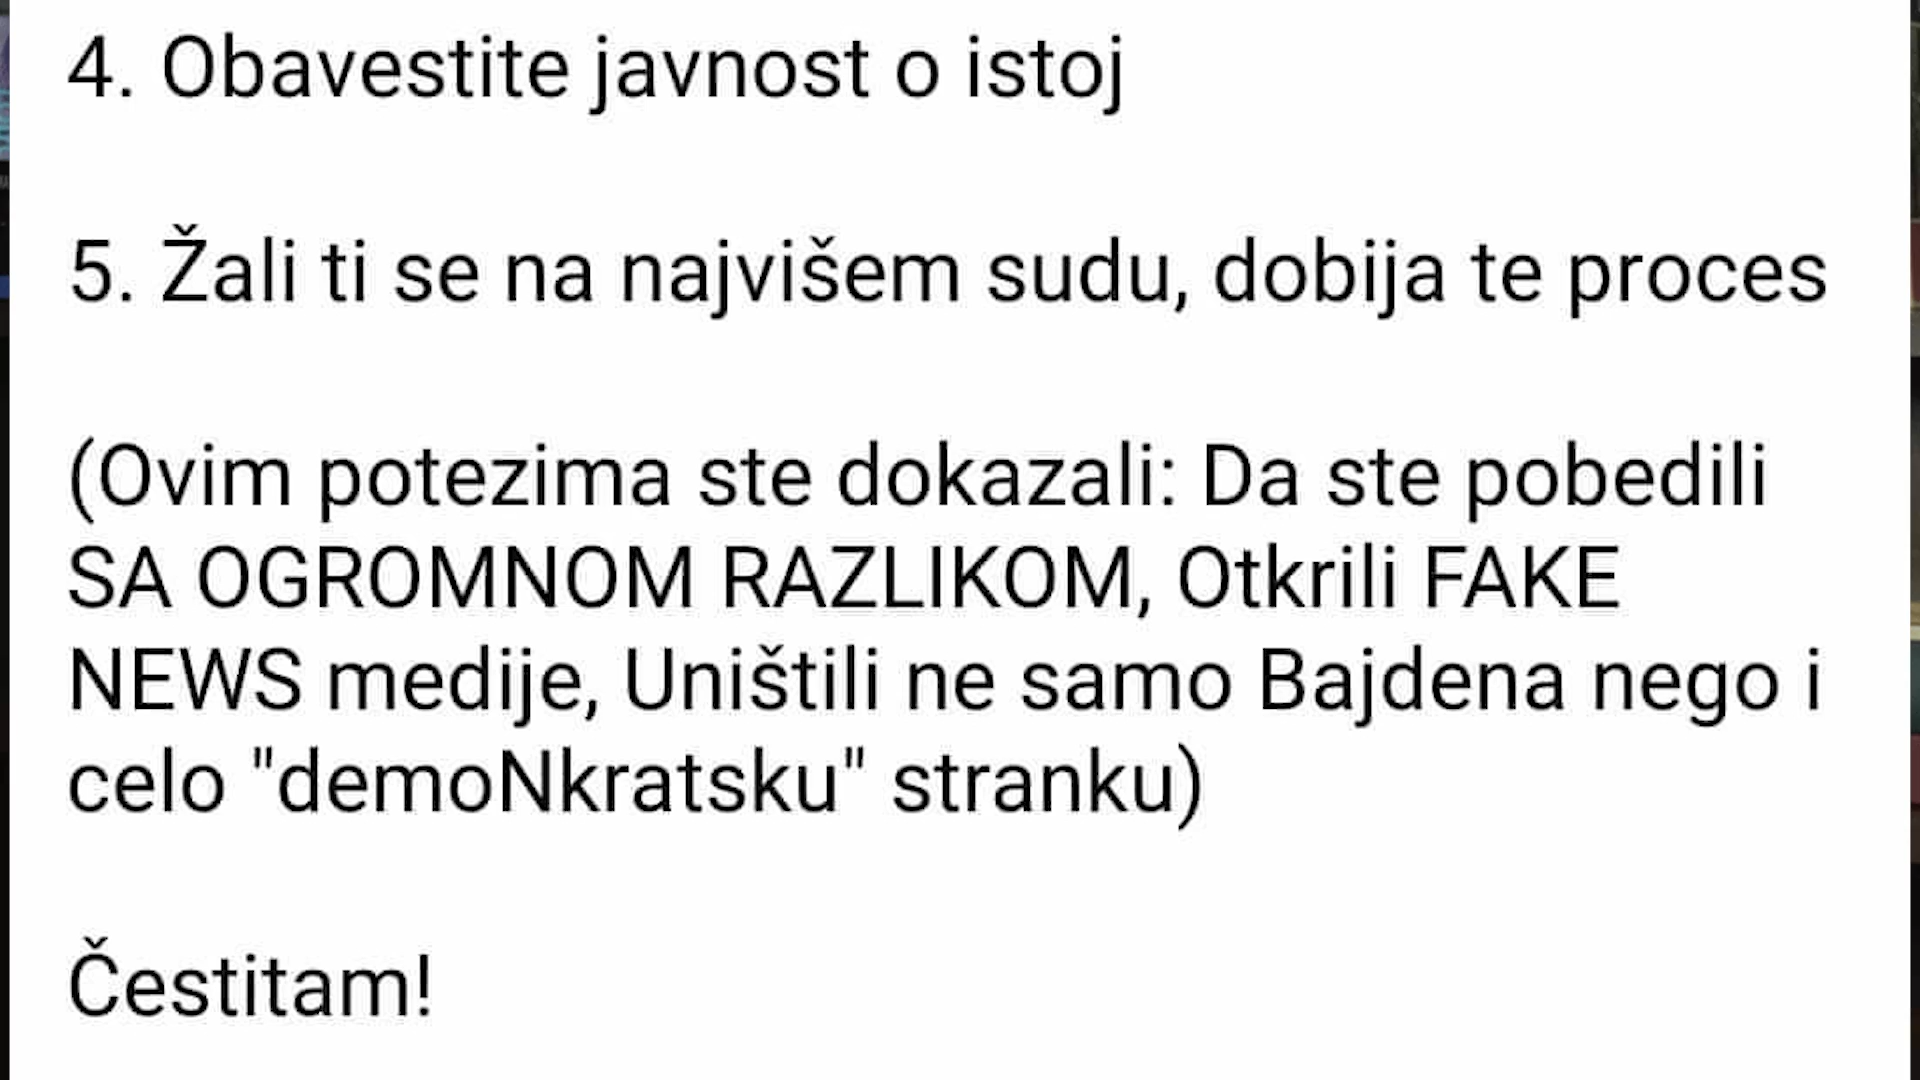 4. Obavestite javnost o istoj
5. Žali ti se na najvišem sudu, dobija te proces
(Ovim potezima ste dokazali: Da ste pobedili
SA OGROMNOM RAZLIKOM, Otkrili FAKE
NEWS medije, Uništili ne samo Bajdena nego i
celo "demoNkratsku" stranku)
Čestitam!